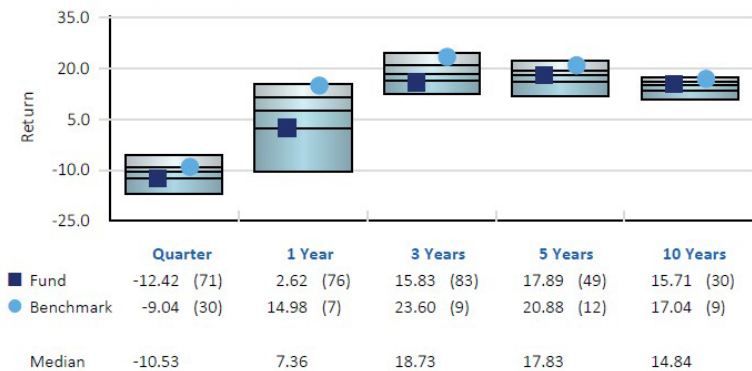 35.0
20.0
5.0
-10.0
-25.0
Return
Quarter 1 Year 3 Years 5 Years 10 Years
Fund -12.42 (71) 2.62 (76) 15.83 (83) 17.89 (49) 15.71 (30)
Benchmark -9.04 (30) 14.98 (7) 23.60 (9) 20.88 (12) 17.04 (9)
Median -10.53 7.36 18.73 17.83 14.84